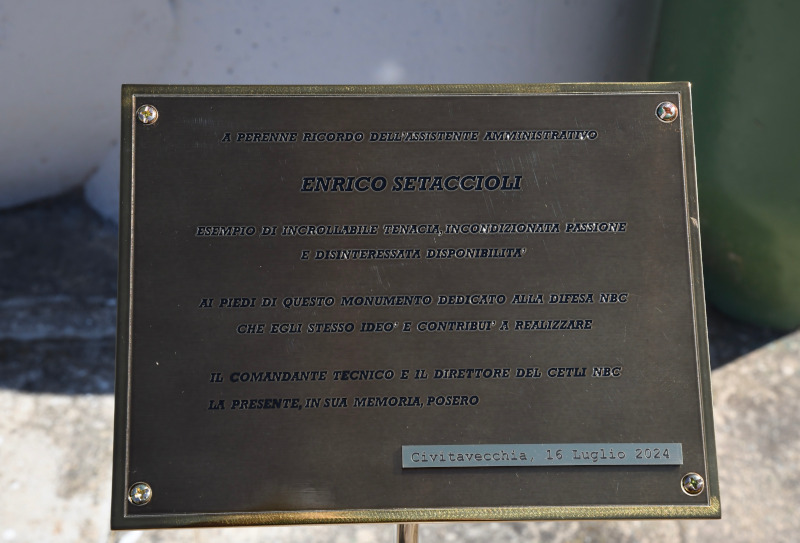 A PERENNE RICORDO DELL'ASSISTENTE AMMINISTRATIVO
ENRICO SETACCIOLI
ESEMPIO DI INCROLLABILE TENACIA, INCONDIZIONATA PASSIONE
E DISINTERESSATA DISPONIBILITA'
AI PIEDI DI QUESTO MONUMENTO DEDICATO ALLA DIFESA NBC
CHE EGLI STESSO IDEO' E CONTRIBUI' A REALIZZARE
IL COMANDANTE TECNICO E IL DIRETTORE DEL CETLI NBC
LA PRESENTE, IN SUA MEMORIA, POSERO
Civitavecchia, 16 Luglio 2024